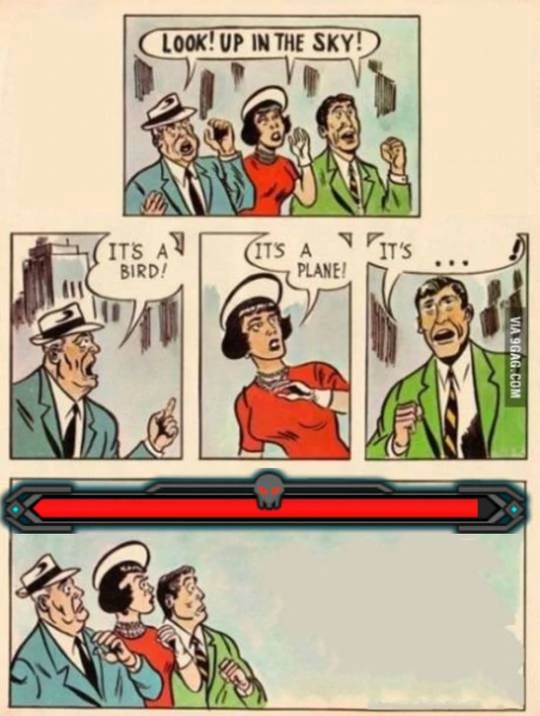 LOOK! UP IN THE SKY!
IT'S A
BIRD!
IT'S A
PLANE!
IT'S ... !
VIA 9GAG.COM